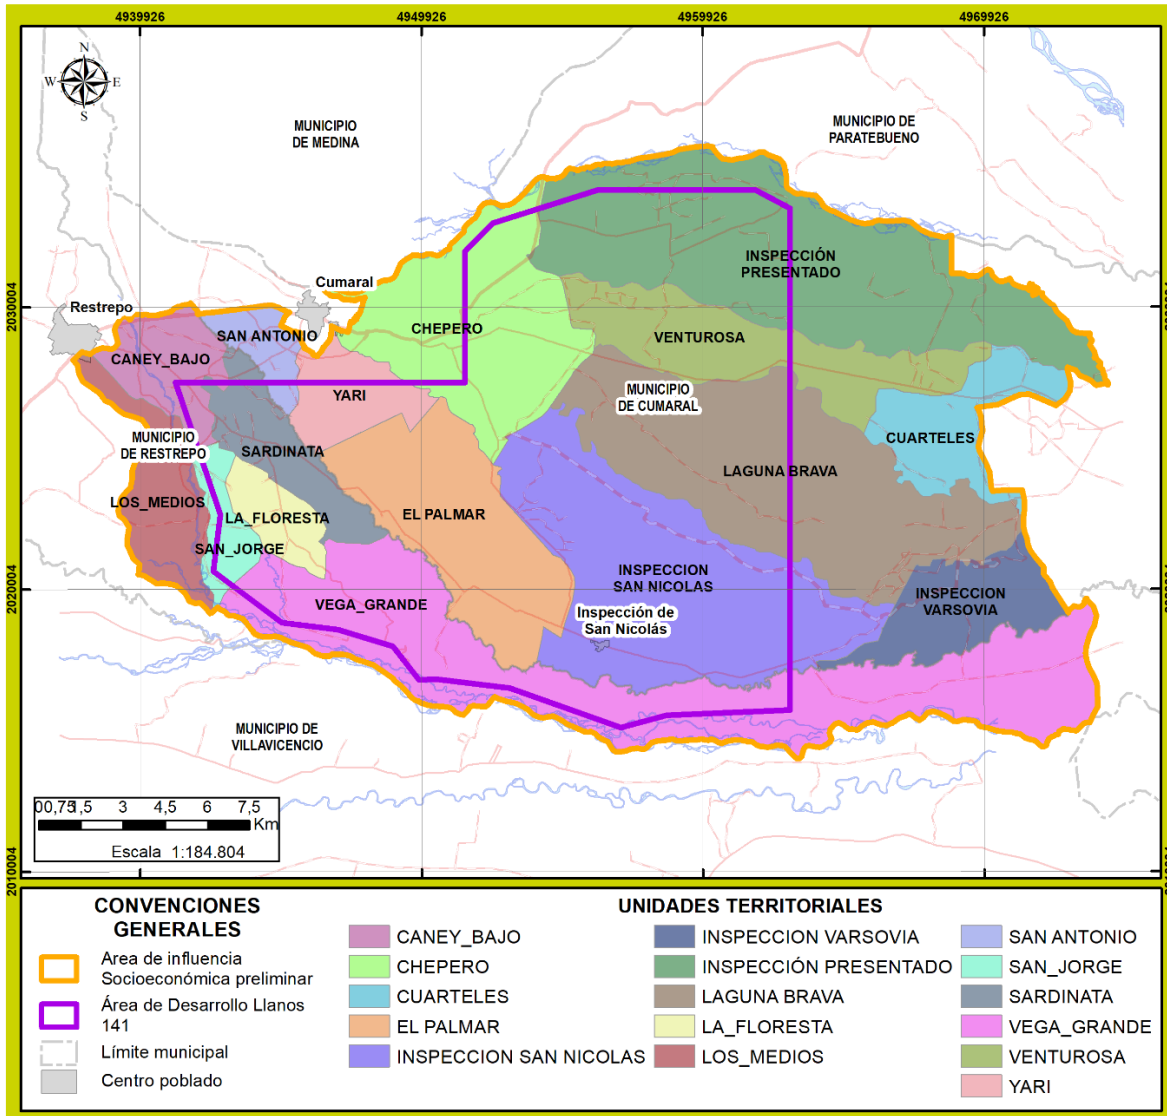 4939926
4949926
4959926
4969926
N
W
E
S
MUNICIPIO
DE MEDINA
MUNICIPIO DE
PARATEBUENO
INSPECCIÓN
PRESENTADO
Cumaral
Restrepo
2030004
SAN ANTONIO
CHEPERO
VENTUROSA
CANEY_BAJO
YARI
MUNICIPIO
DE CUMARAL
MUNICIPIO
DE RESTREPO
SARDINATA
CUARTELES
LAGUNA BRAVA
LOS_MEDIOS
LA_FLORESTA
EL PALMAR
SAN_JORGE
INSPECCION
SAN NICOLAS
2020004
VEGA_GRANDE
INSPECCION
VARSOVIA
Inspección de
San Nicolás
MUNICIPIO DE
VILLAVICENCIO
00,731,5 3 4,5 6 7,5
Km
Escala 1:184.804
2010004
CONVENCIONES
GENERALES
Area de influencia
Socioeconómica preliminar
Área de Desarrollo Llanos
141
Límite municipal
Centro poblado
UNIDADES TERRITORIALES
CANEY_BAJO
CHEPERO
CUARTELES
EL PALMAR
INSPECCION SAN NICOLAS
INSPECCION VARSOVIA
INSPECCIÓN PRESENTADO
LAGUNA BRAVA
LA_FLORESTA
LOS_MEDIOS
SAN ANTONIO
SAN_JORGE
SARDINATA
VEGA_GRANDE
VENTUROSA
YARI